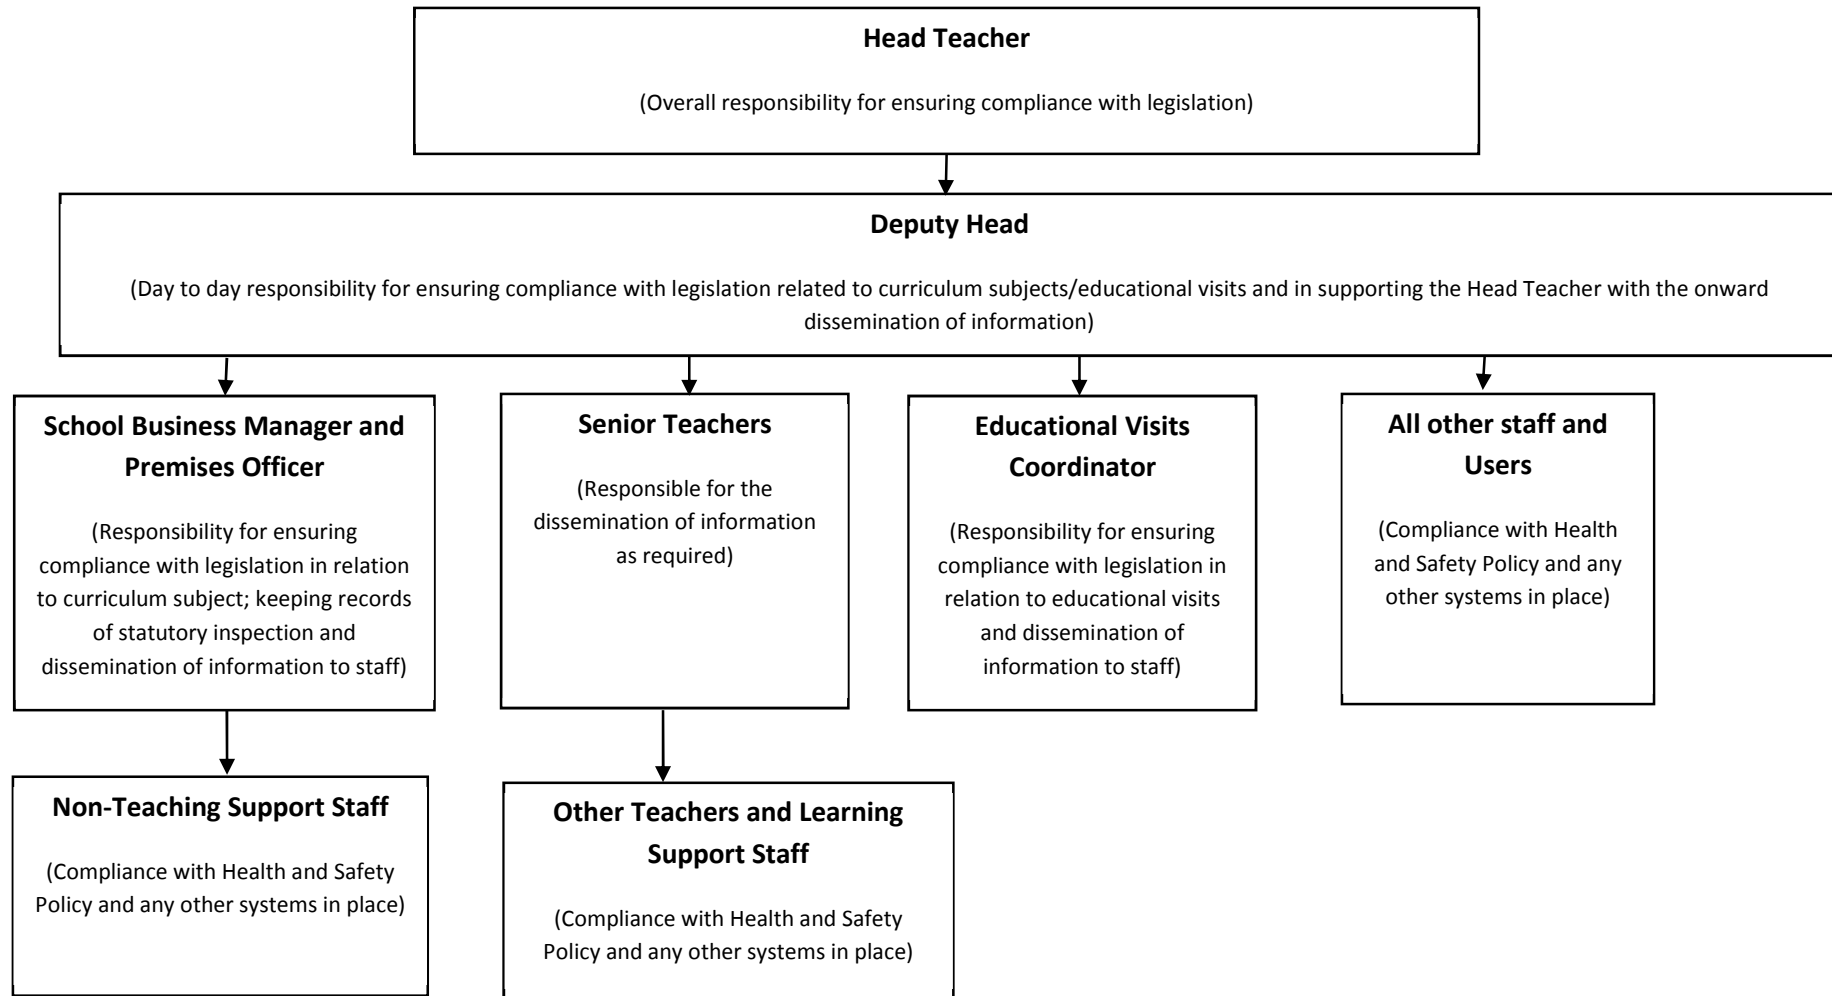 Head Teacher
(Overall responsibility for ensuring compliance with legislation)
Deputy Head
(Day to day responsibility for ensuring compliance with legislation related to curriculum subjects/educational visits and in supporting the Head Teacher with the onward
dissemination of information)
School Business Manager and
Premises Officer
(Responsibility for ensuring
compliance with legislation in relation
to curriculum subject; keeping records
of statutory inspection and
dissemination of information to staff)
Senior Teachers
(Responsible for the
dissemination of information
as required)
Educational Visits
Coordinator
(Responsibility for ensuring
compliance with legislation in
relation to educational visits
and dissemination of
information to staff)
All other staff and
Users
(Compliance with Health
and Safety Policy and any
other systems in place)
Non-Teaching Support Staff
(Compliance with Health and Safety
Policy and any other systems in place)
Other Teachers and Learning
Support Staff
(Compliance with Health and Safety
Policy and any other systems in place)